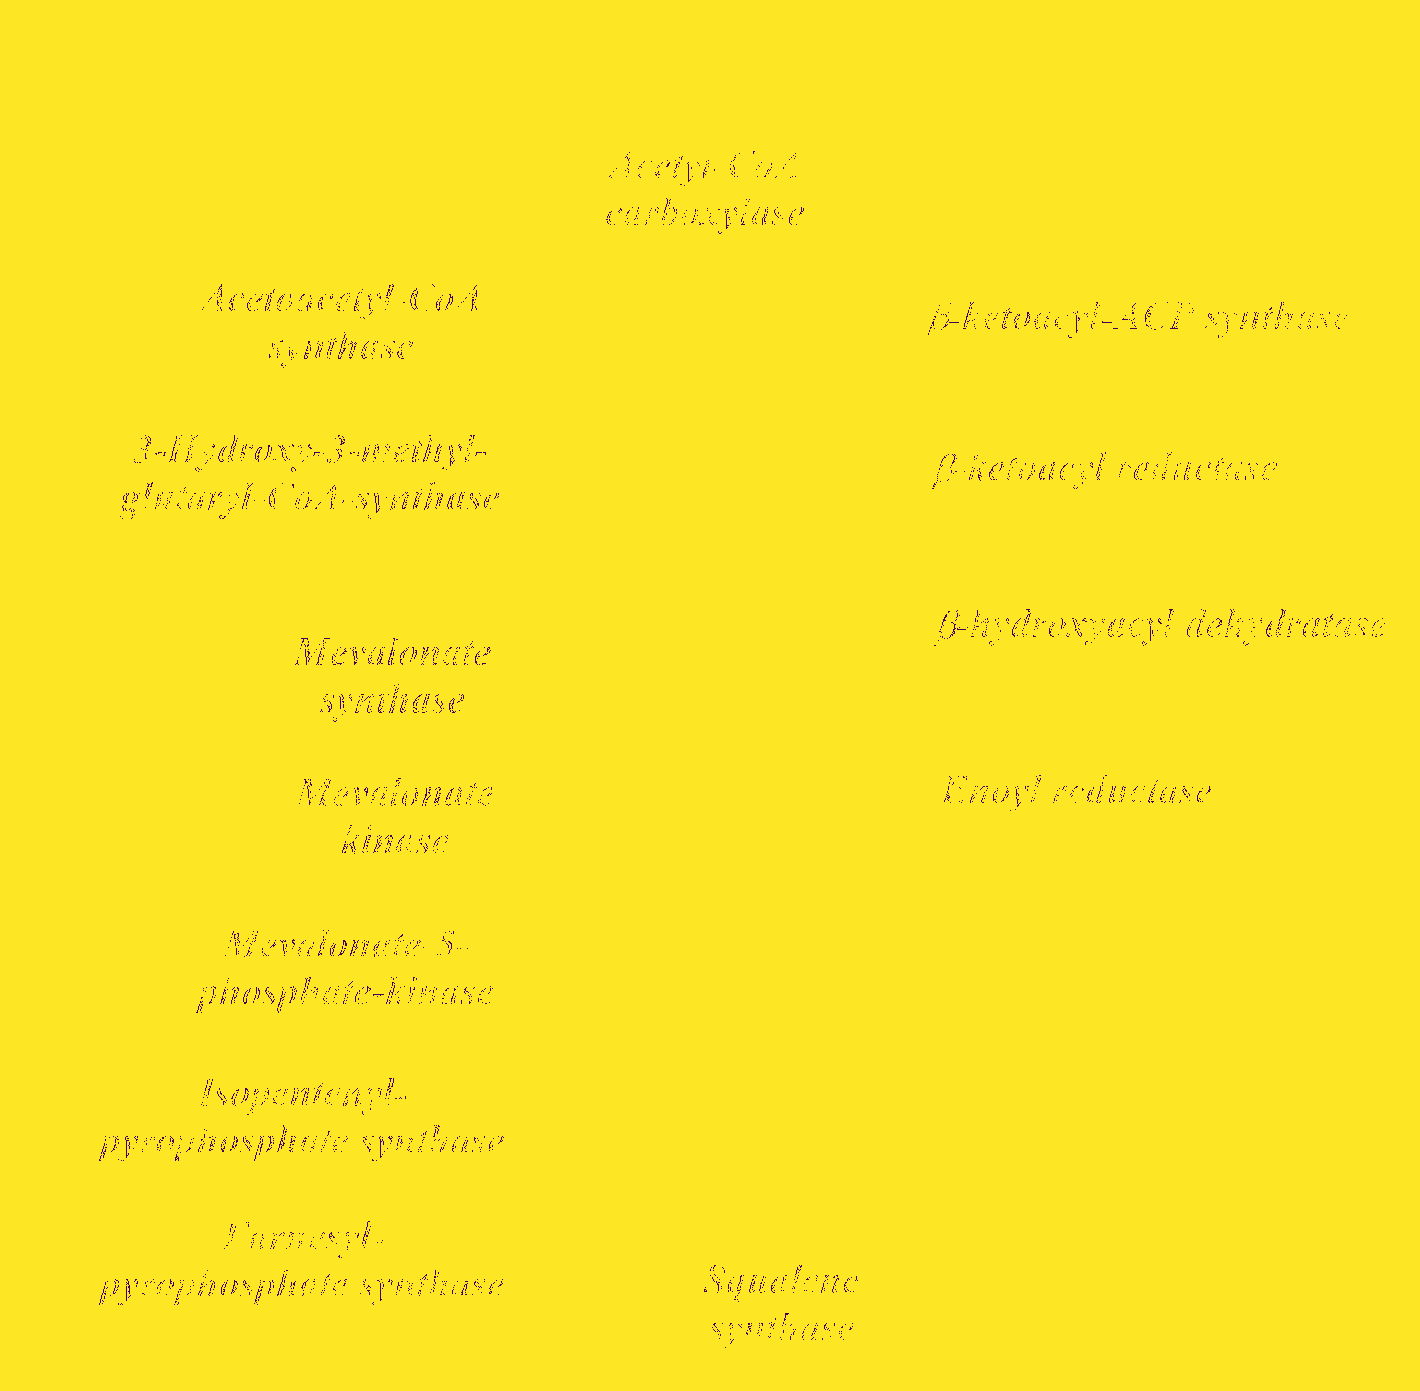 Acetyl-CoA
carboxylase
Acetoacetyl-CoA
synthase
3-Hydroxy-3-methyl-
glutaryl-CoA-synthase
Mevalonate
synthase
Mevalonate
kinase
Mevalonate-5-
phosphate-kinase
Isopentenyl-
pyrophosphate synthase
Farnesyl-
pyrophosphate synthase
Squalene
synthase
β-ketoacyl-ACP synthase
β-ketoacyl reductase
β-hydroxyacyl dehydratase
Enoyl reductase